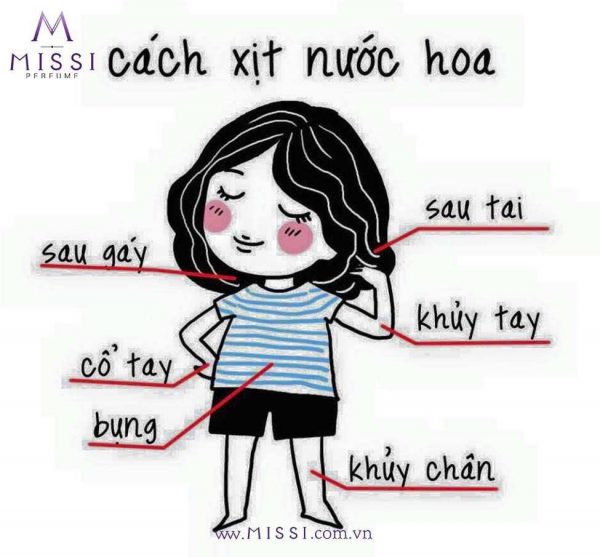 MISSI
PERFUME
cách xịt nước hoa
sau tai
sau gáy
khủy tay
cổ tay
bụng
khủy chân
www.MISSI.com.vn